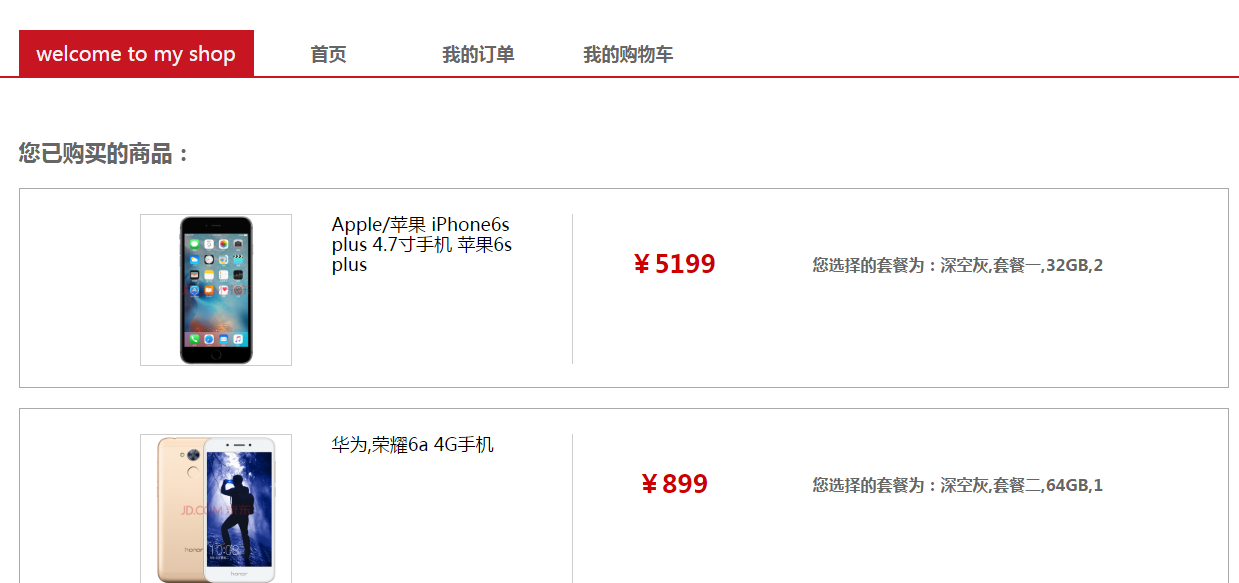 welcome to my shop
首页
我的订单
我的购物车
您已购买的商品：
Apple/苹果 iPhone6s
plus 4.7寸手机 苹果6s
plus
￥5199
您选择的套餐为：深空灰,套餐一,32GB,2
华为,荣耀6a 4G手机
￥899
您选择的套餐为：深空灰,套餐二,64GB,1
honor
10:08
honor